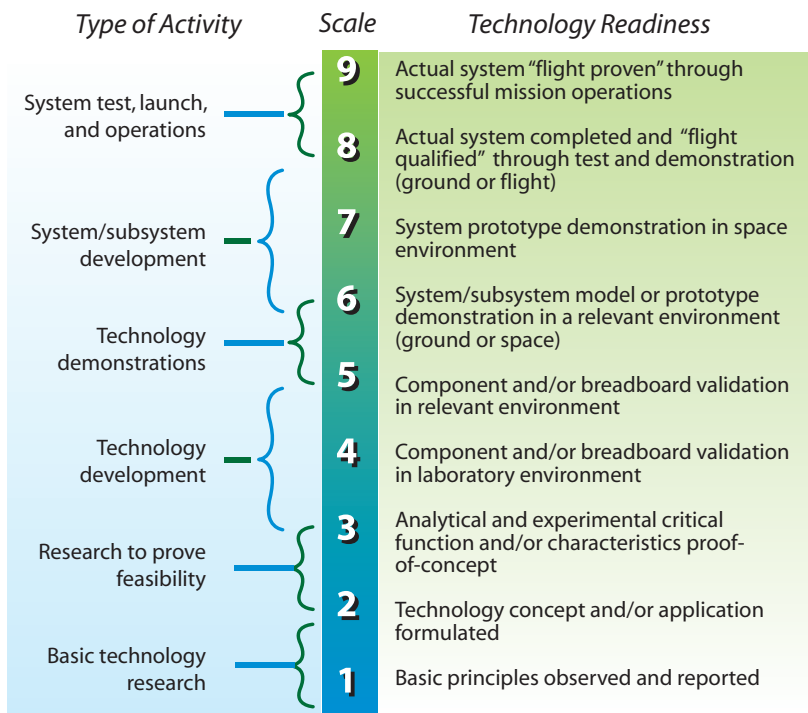 Type of Activity
Scale
Technology Readiness
System test, launch,
and operations
System/subsystem
development
Technology
demonstrations
Technology
development
Research to prove
feasibility
Basic technology
research
9
8
7
6
5
4
3
2
1
Actual system “flight proven” through
successful mission operations
Actual system completed and “flight
qualified” through test and demonstration
(ground or flight)
System prototype demonstration in space
environment
System/subsystem model or prototype
demonstration in a relevant environment
(ground or space)
Component and/or breadboard validation
in relevant environment
Component and/or breadboard validation
in laboratory environment
Analytical and experimental critical
function and/or characteristics proof-
of-concept
Technology concept and/or application
formulated
Basic principles observed and reported